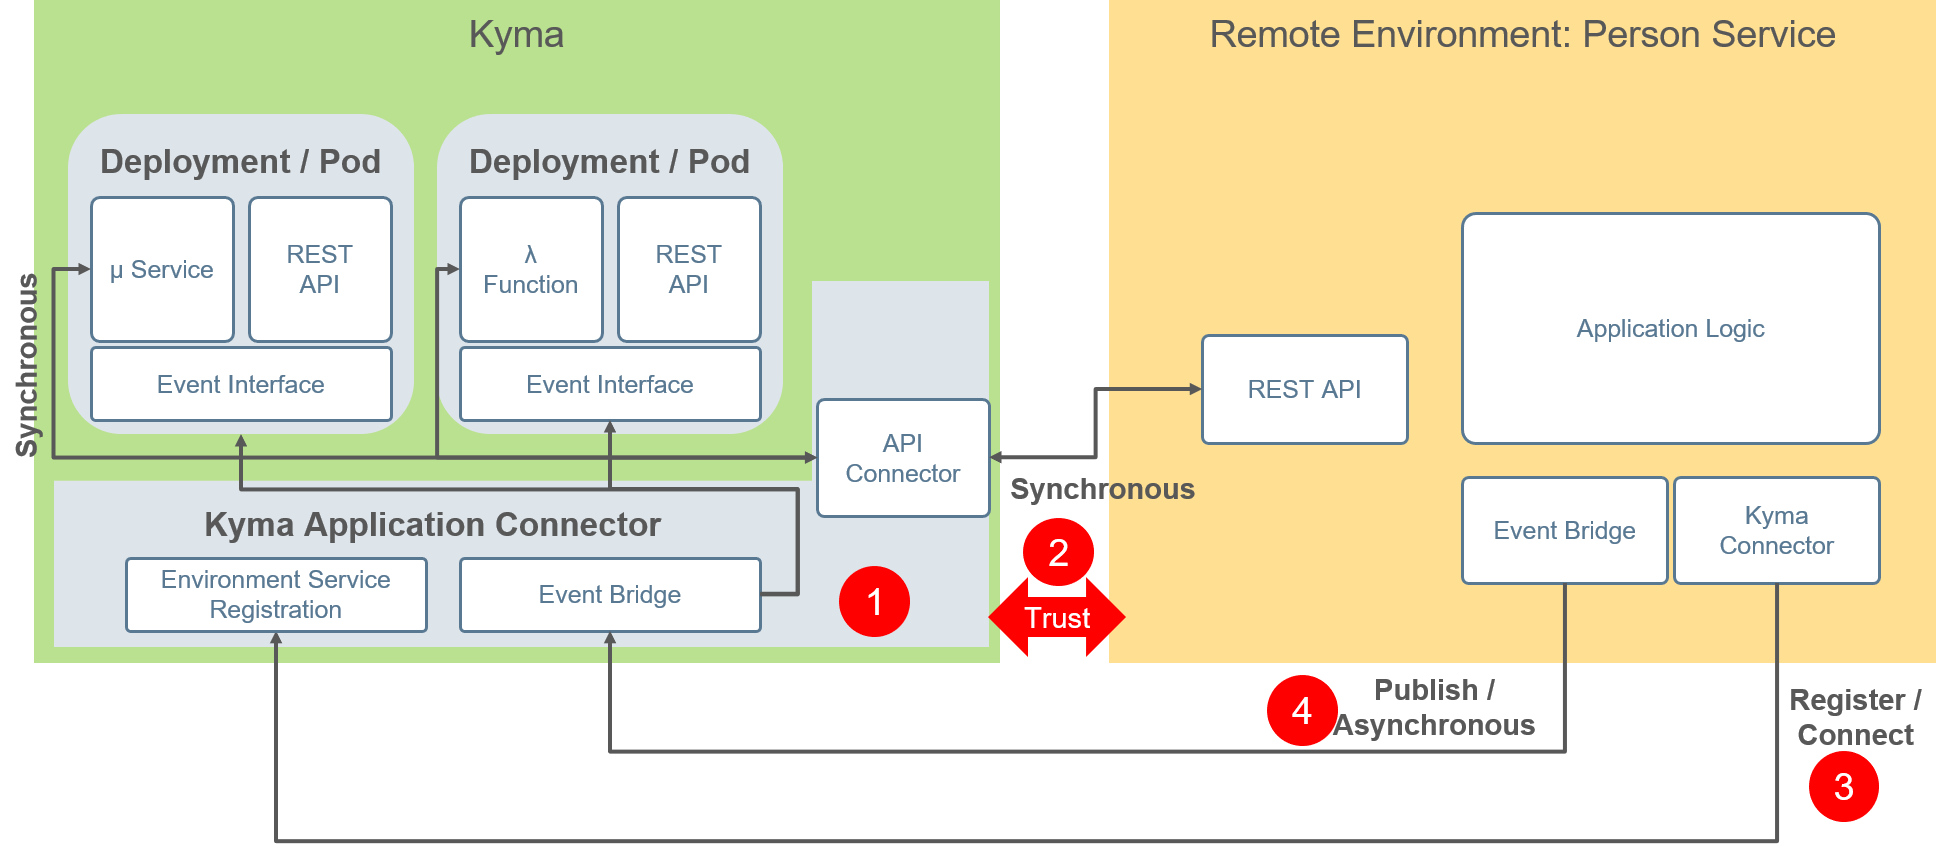 Kyma
Remote Environment: Person Service
Deployment / Pod
Deployment / Pod
µ Service
REST
API
λ
Function
REST
API
Event Interface
Event Interface
Synchronous
API
Connector
REST API
Application Logic
Synchronous
Kyma Application Connector
Environment Service
Registration
Event Bridge
1
2
Trust
Event Bridge
Kyma
Connector
4
Publish /
Asynchronous
Register /
Connect
3